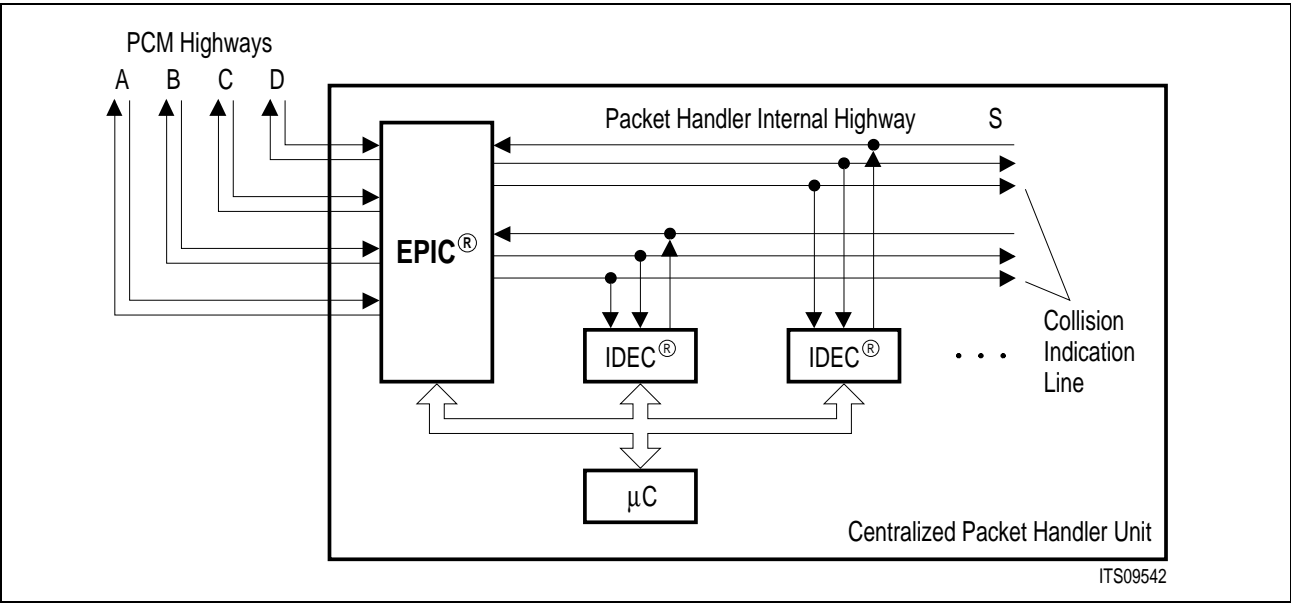 PCM Highways
A B C D
Packet Handler Internal Highway S
EPIC®
IDEC® IDEC® . . .
Collision
Indication
Line
μC
Centralized Packet Handler Unit
ITS09542